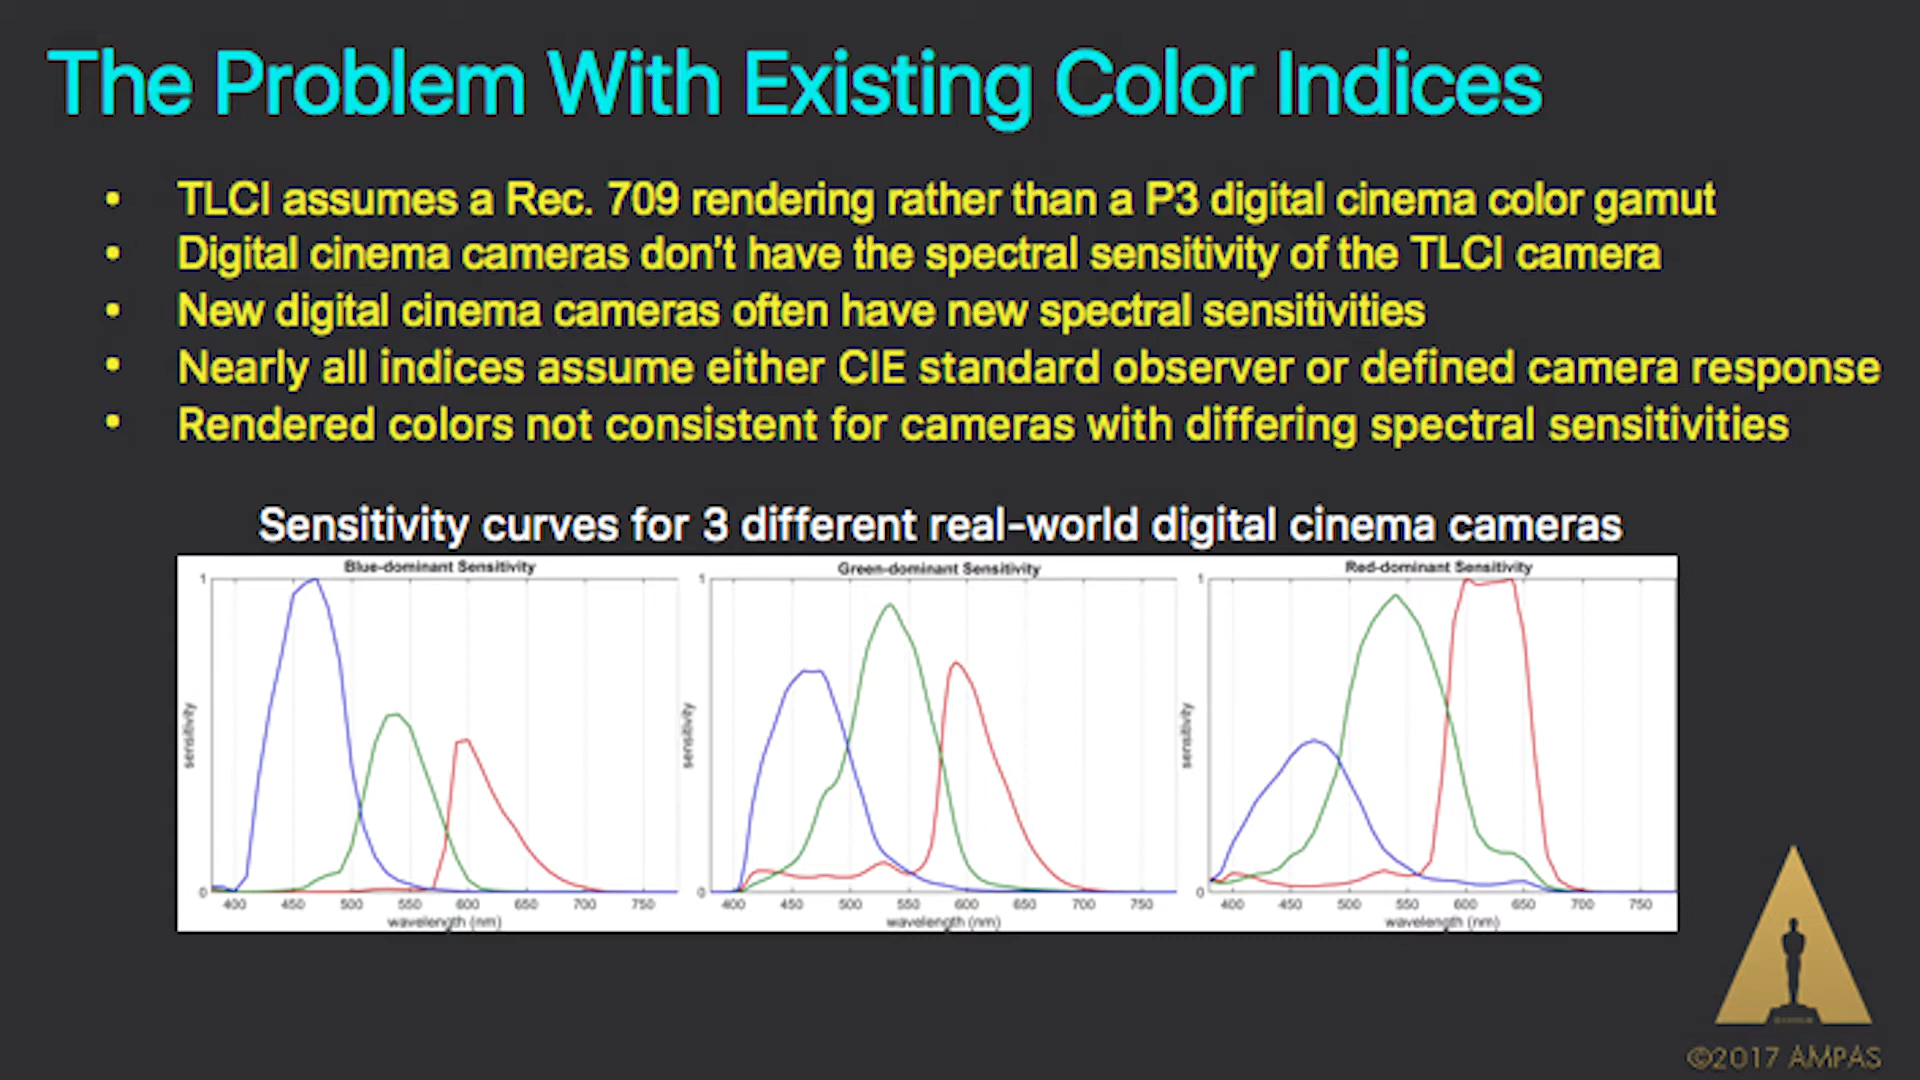 The Problem With Existing Color Indices
• TLCI assumes a Rec. 709 rendering rather than a P3 digital cinema color gamut
• Digital cinema cameras don’t have the spectral sensitivity of the TLCI camera
• New digital cinema cameras often have new spectral sensitivities
• Nearly all indices assume either CIE standard observer or defined camera response
• Rendered colors not consistent for cameras with differing spectral sensitivities
Sensitivity curves for 3 different real-world digital cinema cameras
Blue-dominant Sensitivity
1
sensitivity
0
400 450 500 550 600 650 700 750
wavelength (nm)
Green-dominant Sensitivity
1
sensitivity
0
400 450 500 550 600 650 700 750
wavelength (nm)
Red-dominant Sensitivity
1
sensitivity
0
400 450 500 550 600 650 700 750
wavelength (nm)
©2017 AMPAS